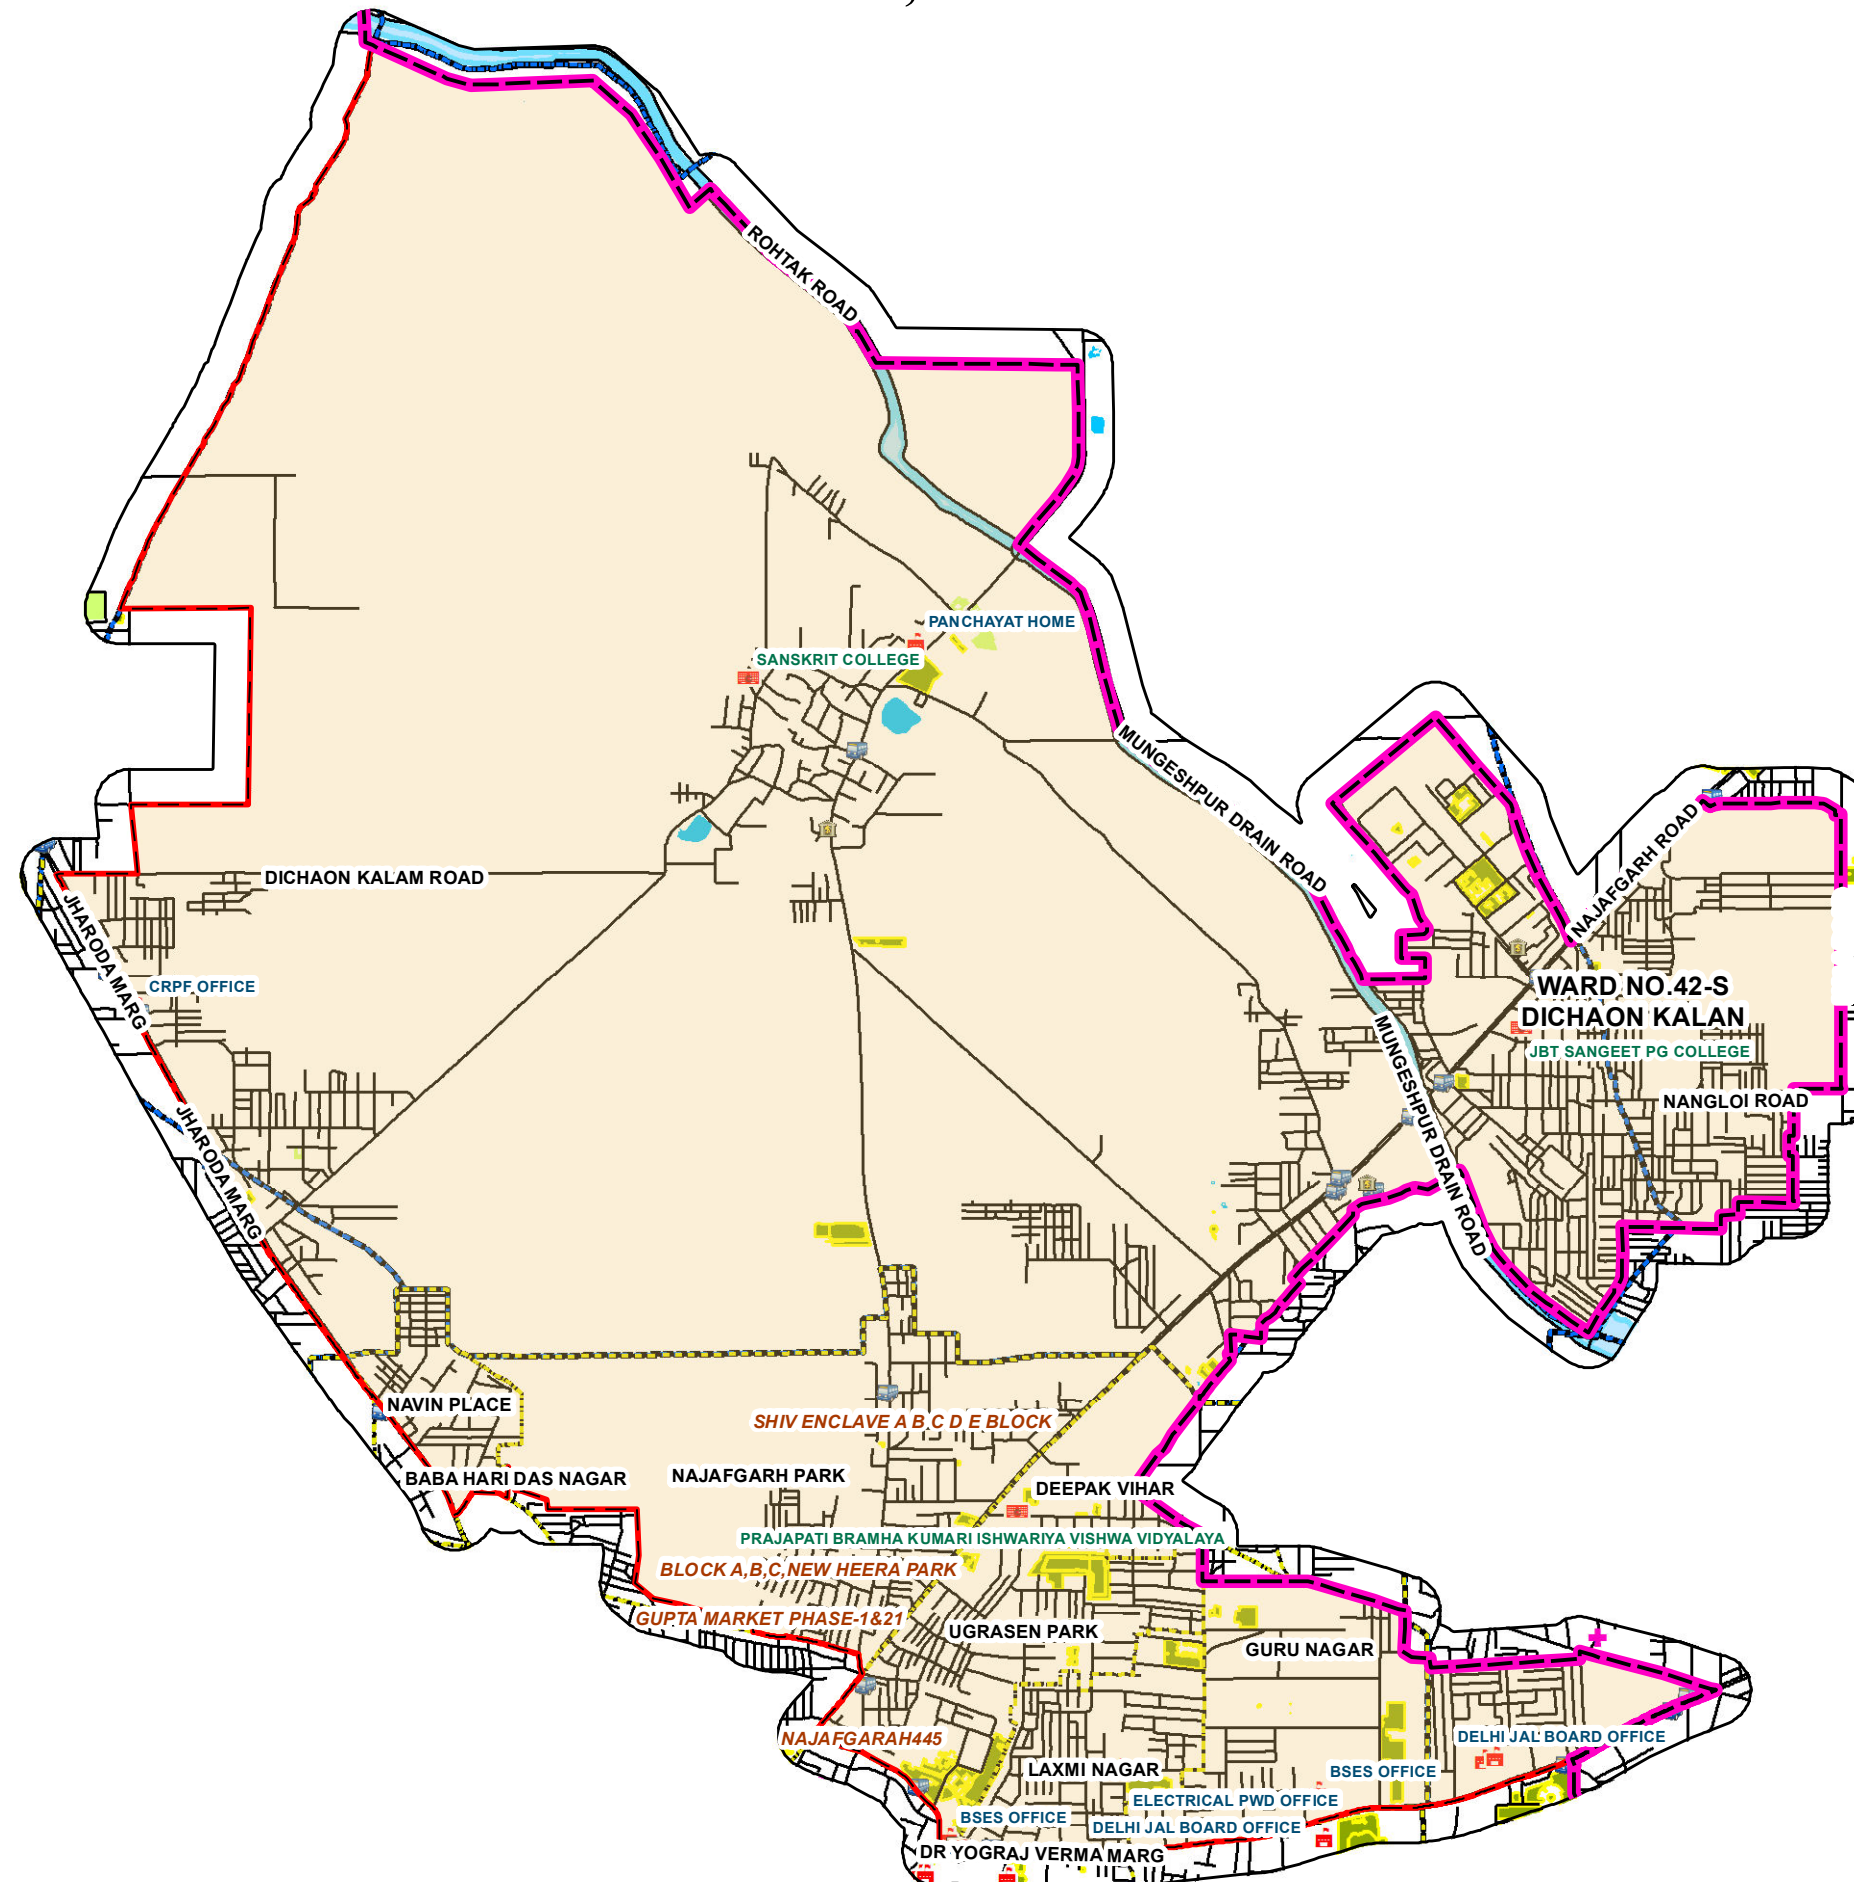 ROHTAK ROAD
PANCHAYAT HOME
SANSKRIT COLLEGE
MUNGESHPUR DRAIN ROAD
NAJAFGARH ROAD
DICHAON KALAM ROAD
JHARODA MARG
CRPF OFFICE
WARD NO.42-S
DICHAON KALAN
JBT SANGEET PG COLLEGE
MUNGESHPUR DRAIN ROAD
NANGLOI ROAD
JHARODA MARG
NAVIN PLACE
SHIV ENCLAVE A B,C D E BLOCK
BABA HARI DAS NAGAR
NAJAFGARH PARK
DEEPAK VIHAR
PRAJAPATI BRAMHA KUMARI ISHWARIYA VISHWA VIDYALAYA
BLOCK A,B,C,NEW HEERA PARK
GUPTA MARKET PHASE-1&21
UGRASEN PARK
GURU NAGAR
NAJAFGARAH445
DELHI JAL BOARD OFFICE
LAXMI NAGAR
BSES OFFICE
ELECTRICAL PWD OFFICE
BSES OFFICE
DELHI JAL BOARD OFFICE
DR YOGRAJ VERMA MARG